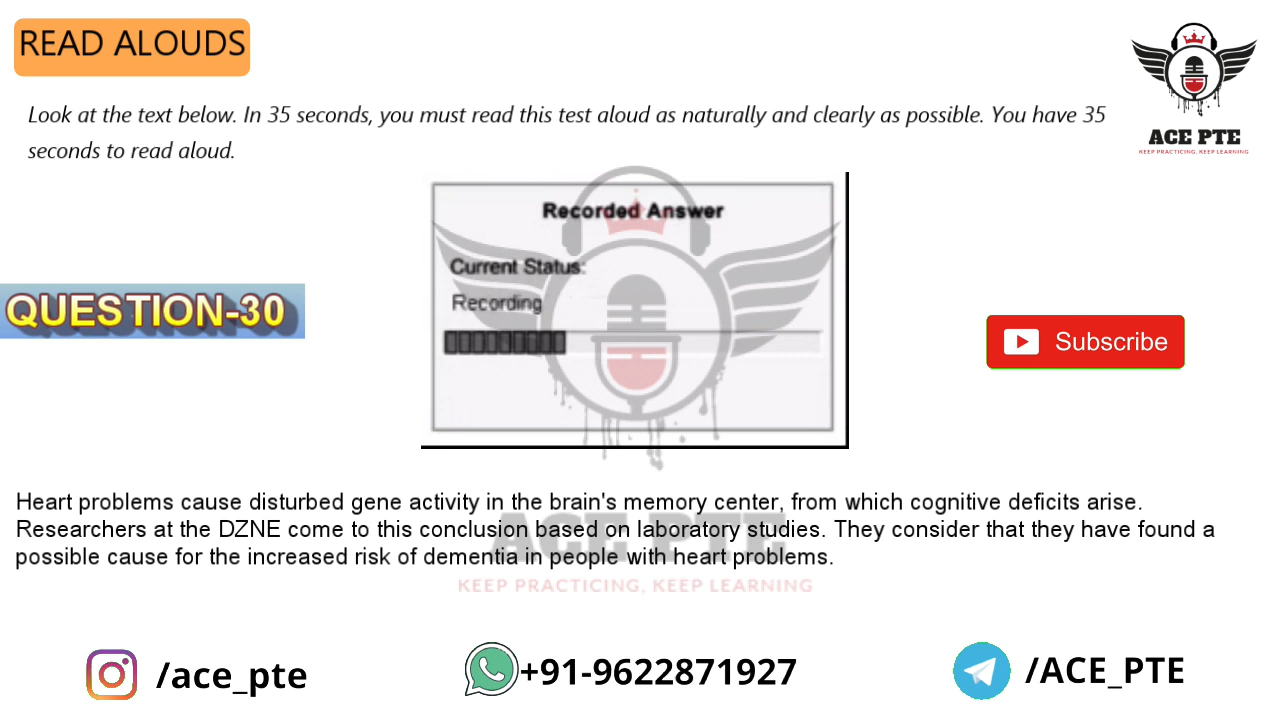 READ ALOUDS
Look at the text below. In 35 seconds, you must read this test aloud as naturally and clearly as possible. You have 35
seconds to read aloud.
ACE PTE
KEEP PRACTICING, KEEP LEARNING
Recorded Answer
Current Status:
Recording
QUESTION-30
Subscribe
Heart problems cause disturbed gene activity in the brain's memory center, from which cognitive deficits arise.
Researchers at the DZNE come to this conclusion based on laboratory studies. They consider that they have found a
possible cause for the increased risk of dementia in people with heart problems.
ACE PTE
KEEP PRACTICING, KEEP LEARNING
/ace_pte
+91-9622871927
/ACE_PTE